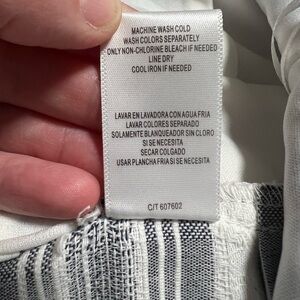 MACHINE WASH COLD
WASH COLORS SEPARATELY
ONLY NON-CHLORINE BLEACH IF NEEDED
LINE DRY
COOL IRON IF NEEDED
LAVAR EN LAVADORA CON AGUA FRIA
LAVAR COLORES SEPARADO
SOLAMENTE BLANQUEADOR SIN CLORO
SI SE NECESITA
SECAR COLGADO
USAR PLANCHA FRIA SI SE NECESITA
C/T 607602